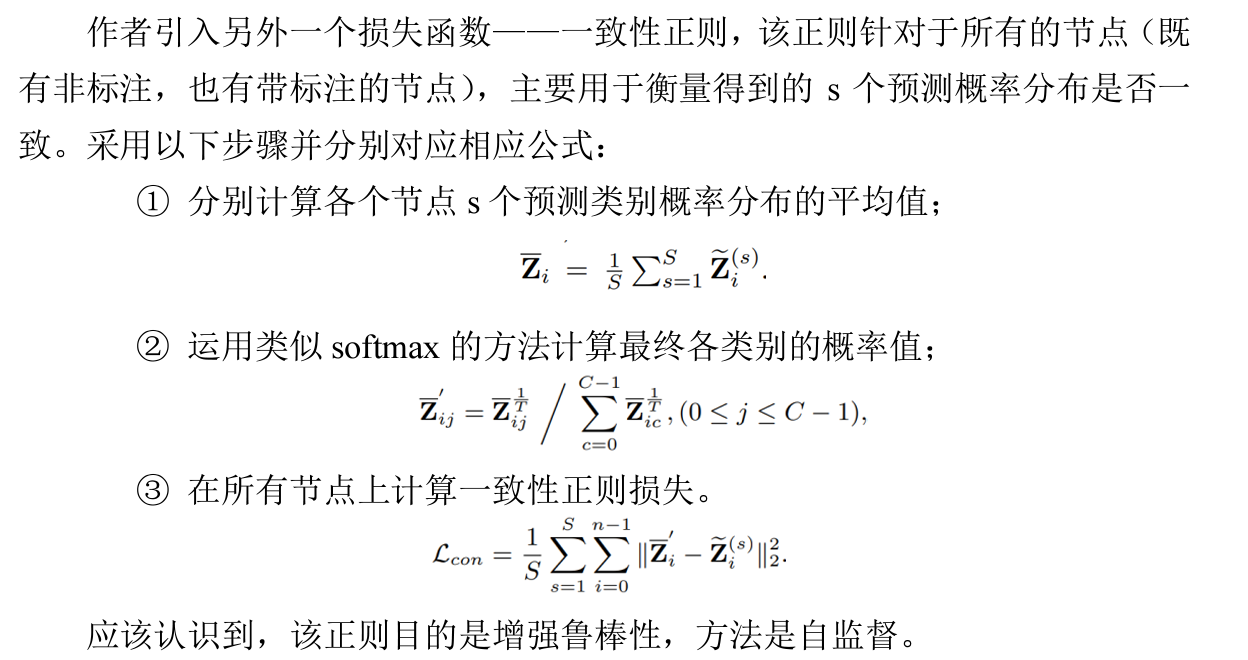 作者引入另外一个损失函数——一致性正则，该正则针对于所有的节点（既
有非标注，也有带标注的节点），主要用于衡量得到的 s 个预测概率分布是否一
致。采用以下步骤并分别对应相应公式：
① 分别计算各个节点 s 个预测类别概率分布的平均值；
$\overline{\mathbf{Z}}_i = \frac{1}{S} \sum_{s=1}^{S} \widetilde{\mathbf{Z}}_i^{(s)}.$
② 运用类似 softmax 的方法计算最终各类别的概率值；
$\overline{\mathbf{Z}}'_{ij} = \overline{\mathbf{Z}}_{ij}^{\frac{1}{T}} \Big/ \sum_{c=0}^{C-1} \overline{\mathbf{Z}}_{ic}^{\frac{1}{T}}, (0 \leq j \leq C-1),$
③ 在所有节点上计算一致性正则损失。
$\mathcal{L}_{con} = \frac{1}{S} \sum_{s=1}^{S} \sum_{i=0}^{n-1} \|\overline{\mathbf{Z}}'_i - \widetilde{\mathbf{Z}}_i^{(s)}\|_2^2.$
应该认识到，该正则目的是增强鲁棒性，方法是自监督。